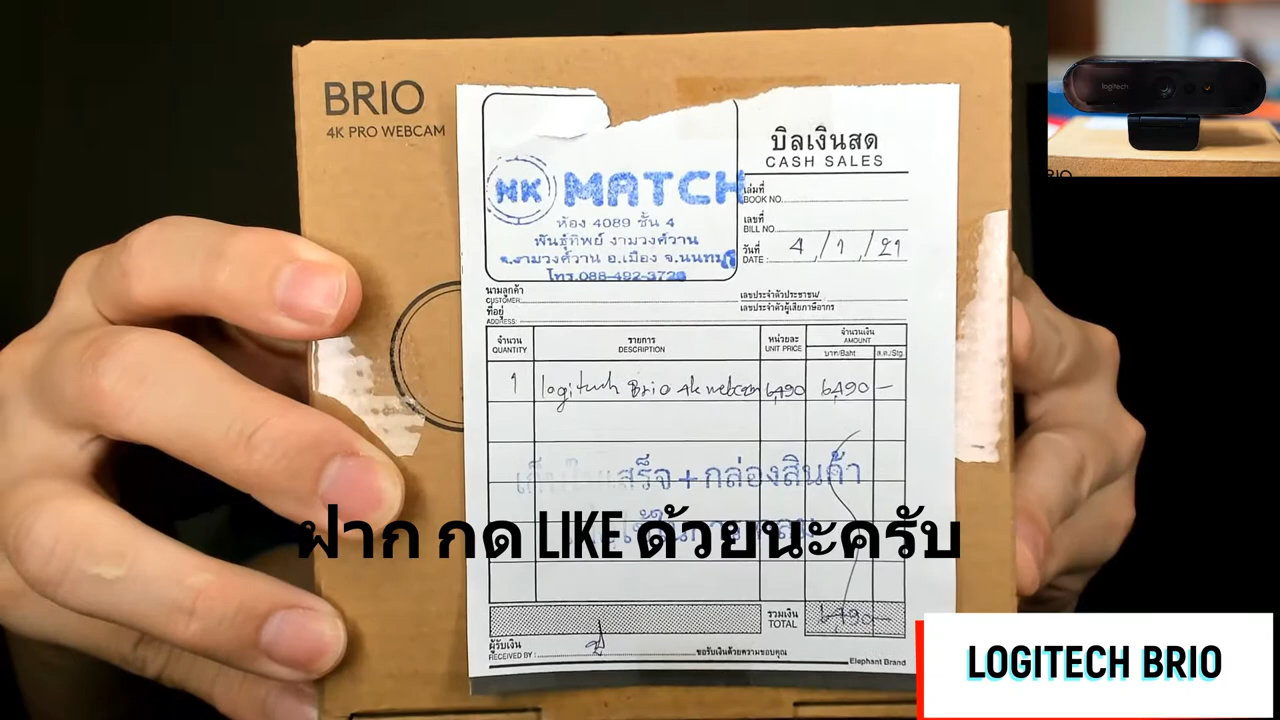 BRIO
4K PRO WEBCAM
logitech
BRIO
NK MATCH
ห้อง 4089 ชั้น 4
พันธุ์ทิพย์ งามวงศ์วาน
ถ.งามวงศ์วาน อ.เมือง จ.นนทบุรี
โทร.088-492-3728
บิลเงินสด
CASH SALES
เล่มที่
BOOK NO.
เลขที่
BILL NO.
วันที่
DATE : 4 / 1 / 21
นามลูกค้า
CUSTOMER
ที่อยู่
ADDRESS:
เลขประจำตัวประชาชน/
เลขประจำตัวผู้เสียภาษีอากร
จำนวน รายการ หน่วยละ จำนวนเงิน
QUANTITY DESCRIPTION UNIT PRICE AMOUNT
บาท/Baht ส.ต./Stg.
1 logitech Brio 4k webcam 6,490 6,490 —
เก็บใบเสร็จ+กล่องสินค้า
ฝาก กด LIKE ด้วยนะครับ
รวมเงิน
TOTAL
6,490 —
ผู้รับเงิน
RECEIVED BY : ขอรับเงินด้วยความขอบคุณ
Elephant Brand
LOGITECH BRIO